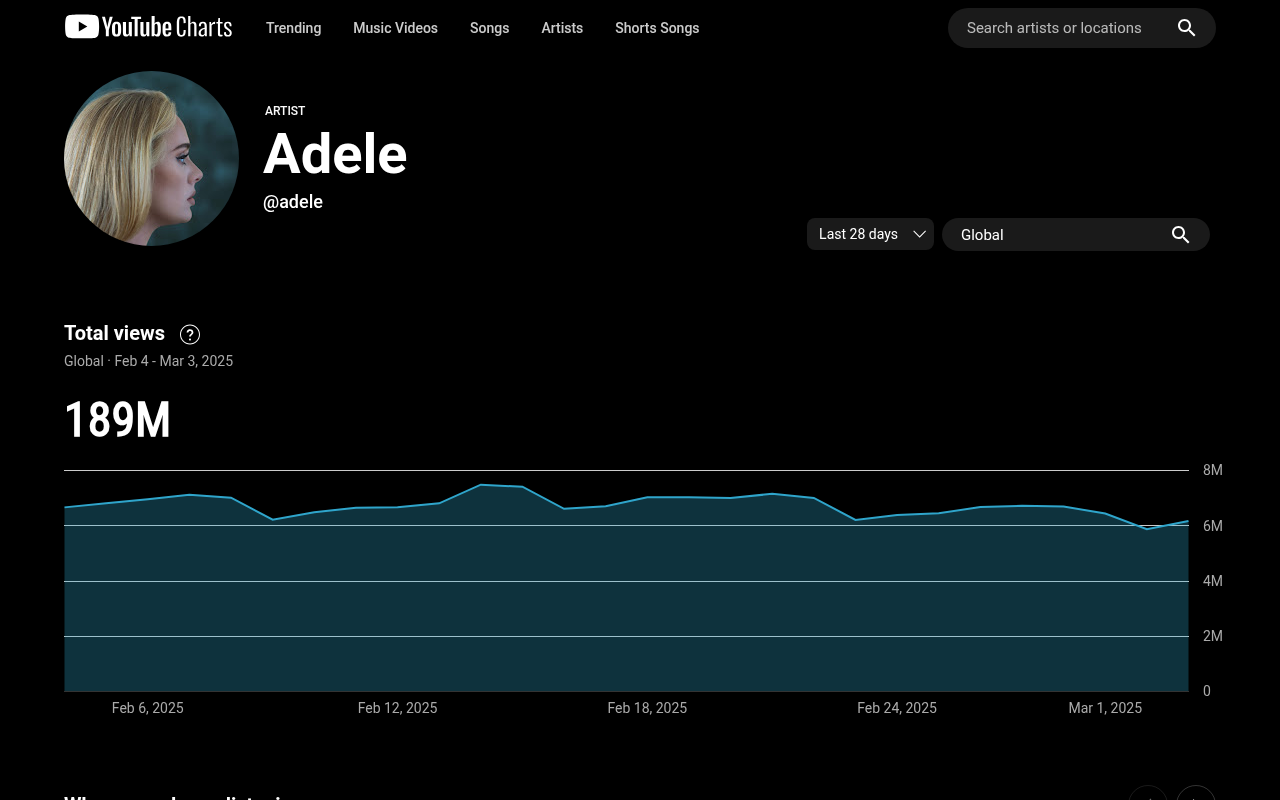 YouTube Charts
Trending Music Videos Songs Artists Shorts Songs
Search artists or locations
ARTIST
Adele
@adele
Last 28 days
Global
Total views ?
Global · Feb 4 - Mar 3, 2025
189M
8M
6M
4M
2M
0
Feb 6, 2025 Feb 12, 2025 Feb 18, 2025 Feb 24, 2025 Mar 1, 2025